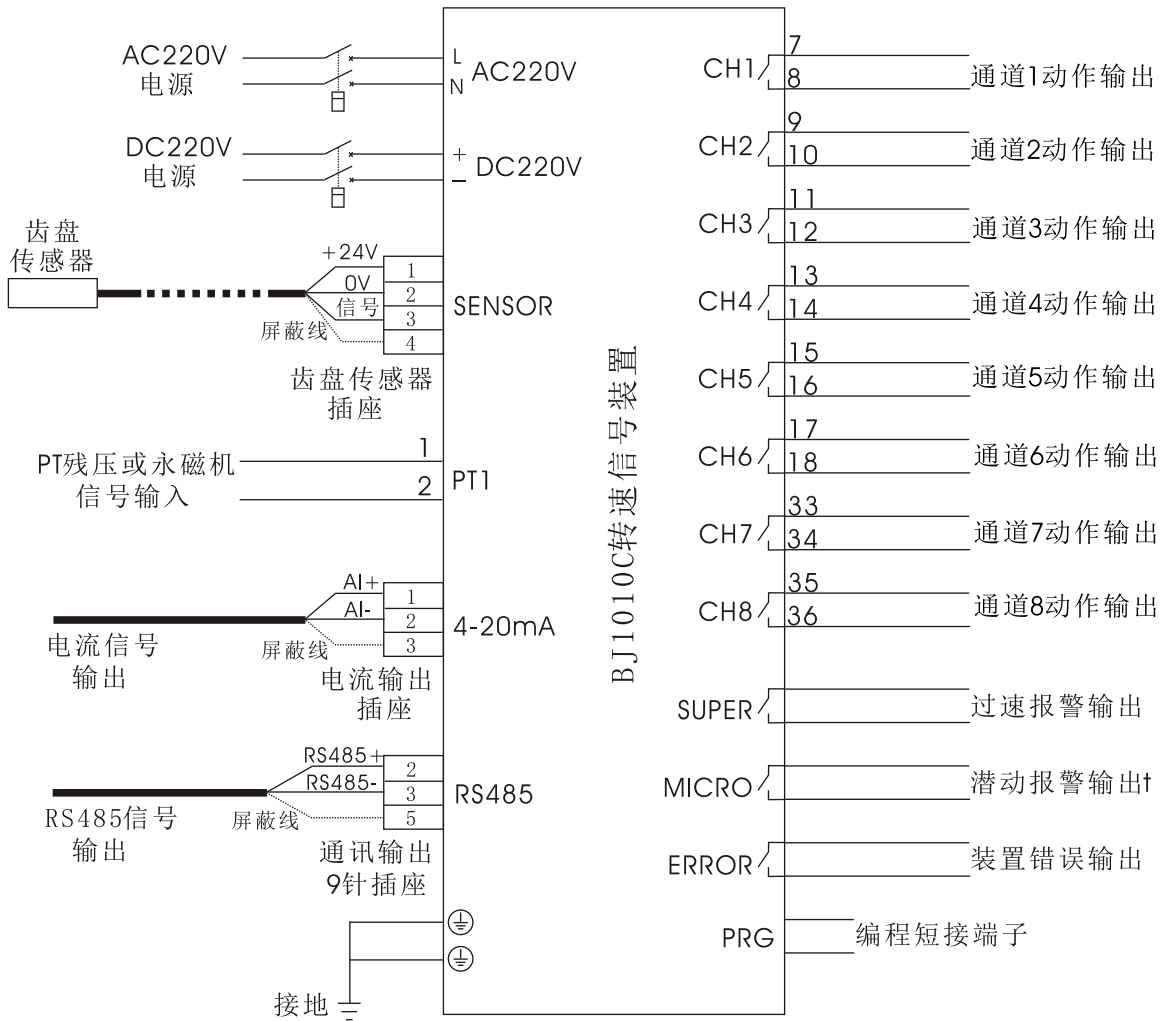 AC220V
电源
L
N
AC220V
DC220V
电源
+
−
DC220V
齿盘
传感器
+24V
0V
信号
屏蔽线
1
2
3
4
SENSOR
齿盘传感器
插座
PT残压或永磁机
信号输入
1
2
PT1
AI+
AI-
屏蔽线
1
2
3
4-20mA
电流信号
输出
电流输出
插座
RS485+
RS485-
屏蔽线
2
3
5
RS485
RS485信号
输出
通讯输出
9针插座
接地
BJ1010C转速信号装置
CH1
7
8
通道1动作输出
CH2
9
10
通道2动作输出
CH3
11
12
通道3动作输出
CH4
13
14
通道4动作输出
CH5
15
16
通道5动作输出
CH6
17
18
通道6动作输出
CH7
33
34
通道7动作输出
CH8
35
36
通道8动作输出
SUPER
过速报警输出
MICRO
潜动报警输出t
ERROR
装置错误输出
PRG
编程短接端子